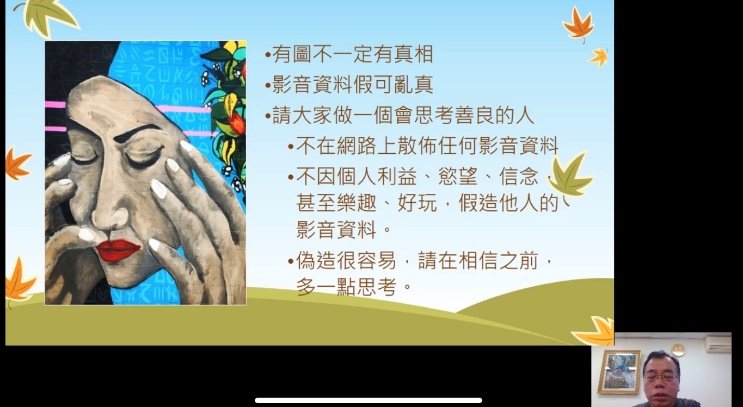 •有圖不一定有真相
•影音資料假可亂真
•請大家做一個會思考善良的人
•不在網路上散佈任何影音資料
•不因個人利益、慾望、信念、
甚至樂趣、好玩，假造他人的
影音資料。
•偽造很容易，請在相信之前，
多一點思考。